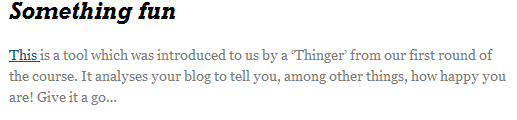 Something fun
This is a tool which was introduced to us by a ‘Thinger’ from our first round of
the course. It analyses your blog to tell you, among other things, how happy you
are! Give it a go...